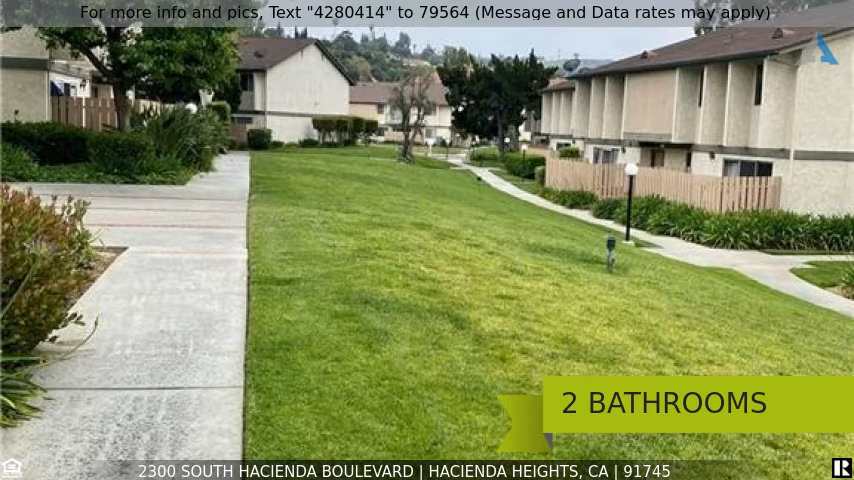 For more info and pics, Text "4280414" to 79564 (Message and Data rates may apply)
2 BATHROOMS
2300 SOUTH HACIENDA BOULEVARD | HACIENDA HEIGHTS, CA | 91745